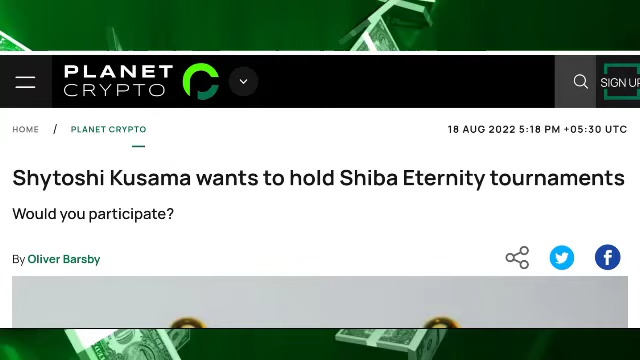 PLANET
CRYPTO
SIGN UP
HOME / PLANET CRYPTO
18 AUG 2022 5:18 PM +05:30 UTC
Shytoshi Kusama wants to hold Shiba Eternity tournaments
Would you participate?
By Oliver Barsby